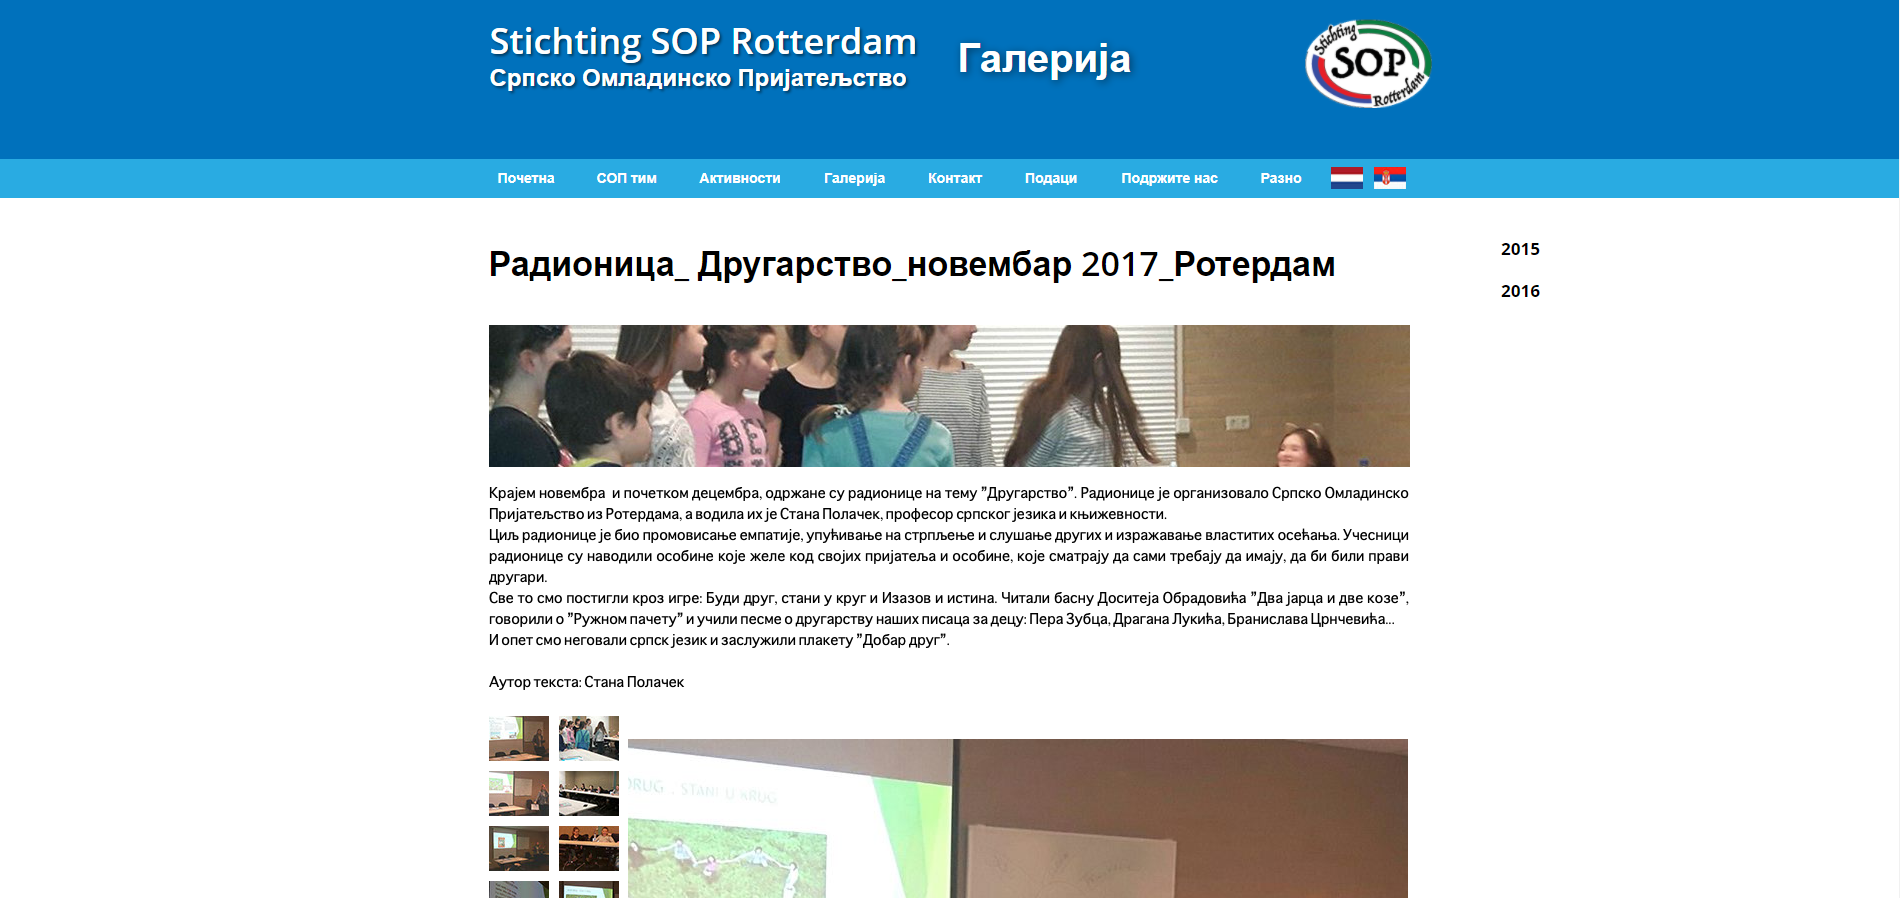 Stichting SOP Rotterdam
Српско Омладинско Пријатељство
Галерија
Stichting
SOP
Rotterdam
Почетна СОП тим Активности Галерија Контакт Подаци Подржите нас Разно
Радионица_ Другарство_новембар 2017_Ротердам
2015
2016
Крајем новембра и почетком децембра, одржане су радионице на тему ”Другарство”. Радионице је организовало Српско Омладинско
Пријатељство из Ротердама, а водила их је Стана Полачек, професор српског језика и књижевности.
Циљ радионице је био промовисање емпатије, упућивање на стрпљење и слушање других и изражавање властитих осећања. Учесници
радионице су наводили особине које желе код својих пријатеља и особине, које сматрају да сами требају да имају, да би били прави
другари.
Све то смо постигли кроз игре: Буди друг, стани у круг и Изазов и истина. Читали басну Доситеја Обрадовића ”Два јарца и две козе”,
говорили о ”Ружном пачету” и учили песме о другарству наших писаца за децу: Пера Зубца, Драгана Лукића, Бранислава Црнчевића...
И опет смо неговали српск језик и заслужили плакету ”Добар друг”.
Аутор текста: Стана Полачек
DRUG , STANI U KRUG